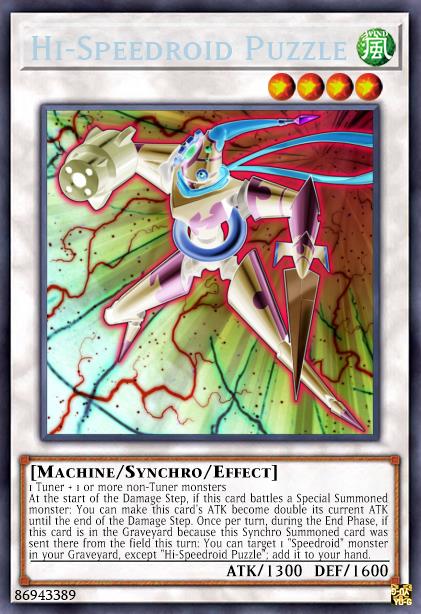 Hi-Speedroid Puzzle
WIND
風
[Machine/Synchro/Effect]
1 Tuner + 1 or more non-Tuner monsters
At the start of the Damage Step, if this card battles a Special Summoned
monster: You can make this card's ATK become double its current ATK
until the end of the Damage Step. Once per turn, during the End Phase, if
this card is in the Graveyard because this Synchro Summoned card was
sent there from the field this turn: You can target 1 "Speedroid" monster
in your Graveyard, except "Hi-Speedroid Puzzle"; add it to your hand.
ATK/1300 DEF/1600
86943389